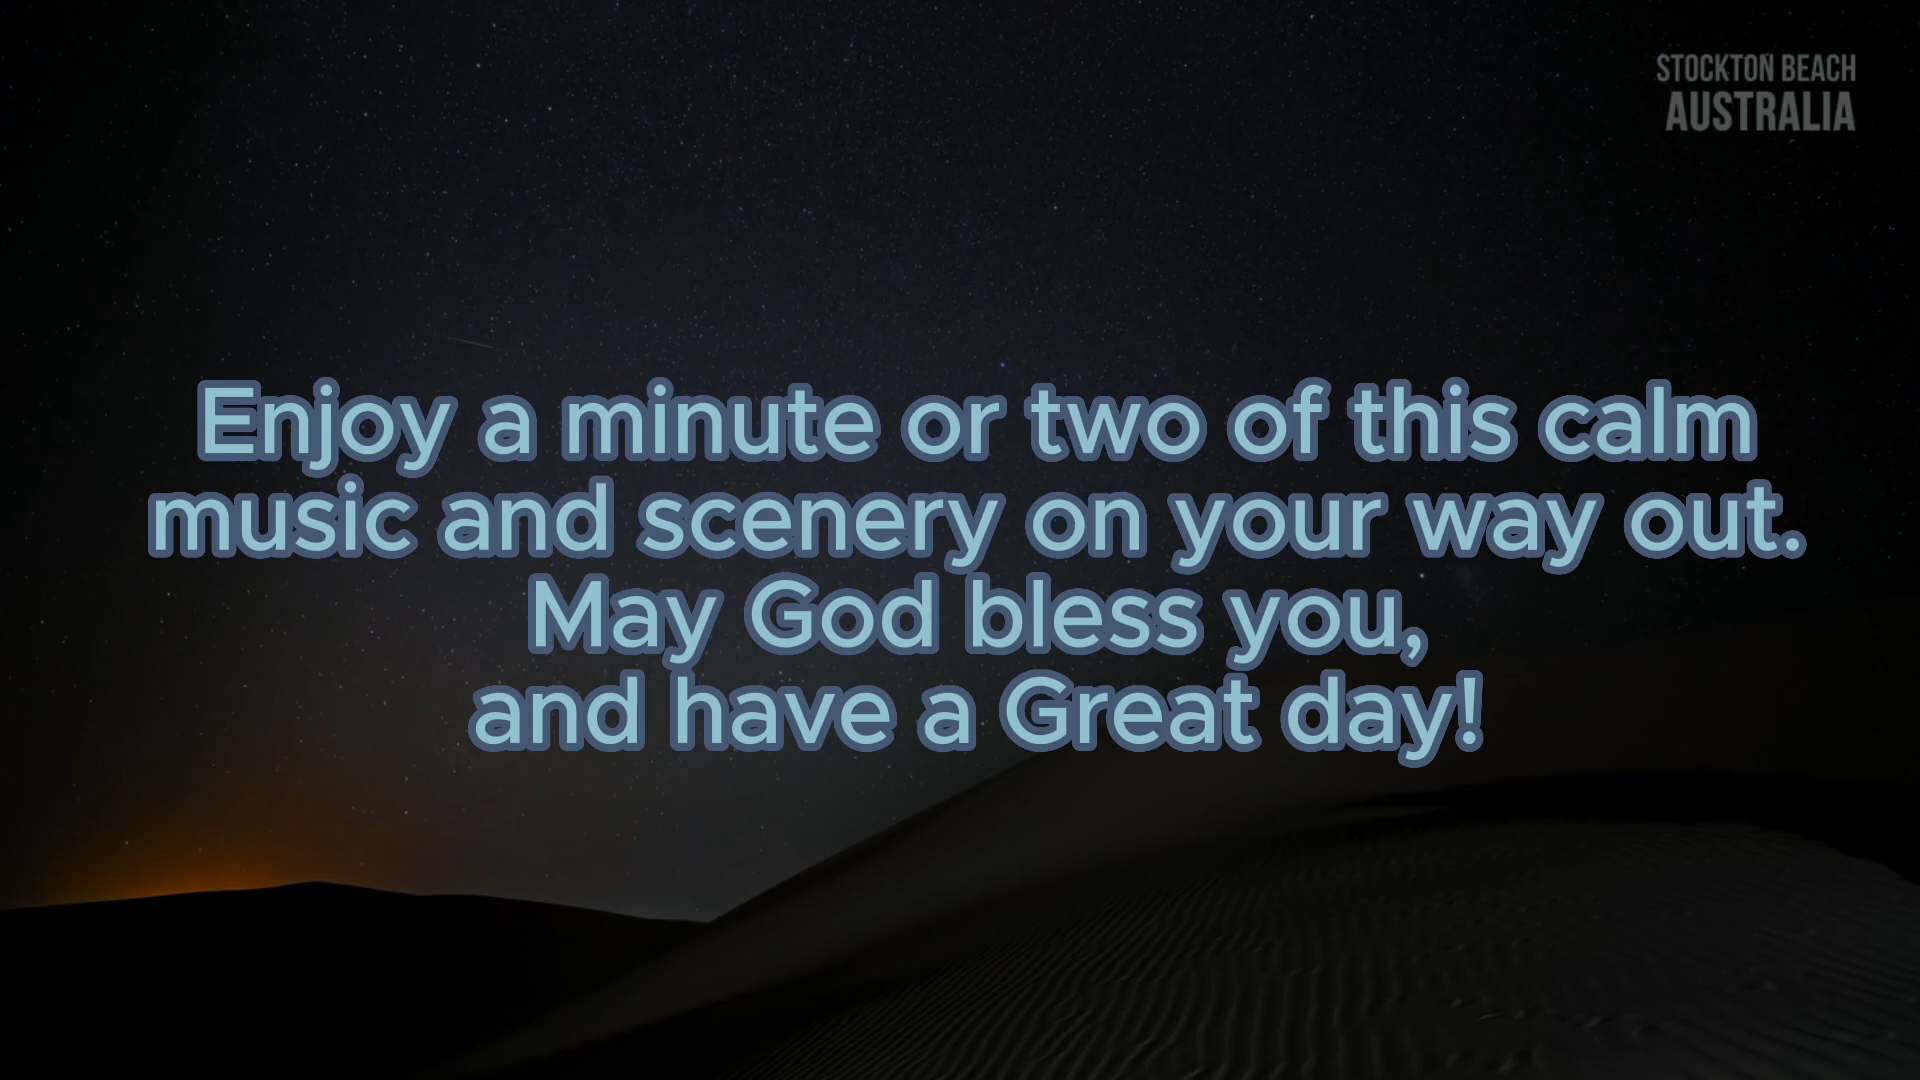 STOCKTON BEACH
AUSTRALIA
Enjoy a minute or two of this calm
music and scenery on your way out.
May God bless you,
and have a Great day!